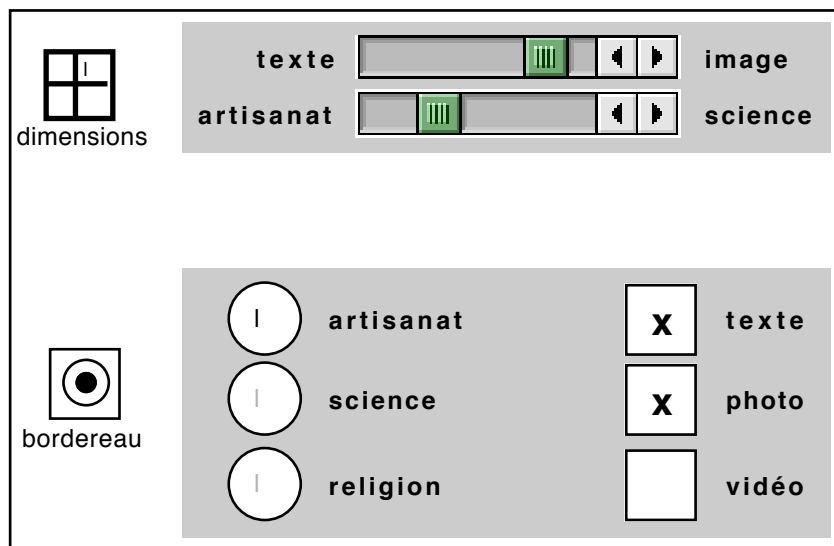 texte image
artisanat science
I
dimensions
I artisanat x texte
I science x photo
bordereau
I religion vidéo